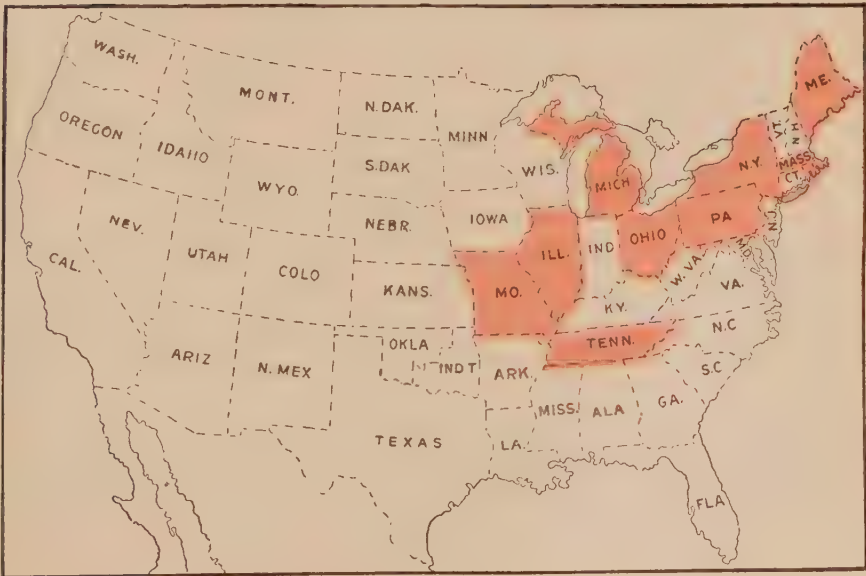 WASH.
MONT.
N.DAK.
MINN
ME.
VT.
N H
OREGON
IDAHO
S.DAK
WIS.
MICH
N.Y.
MASS.
CT.
WYO.
NEBR.
IOWA
PA
N.J.
NEV.
UTAH
COLO
ILL.
IND
OHIO
MD.
W.VA.
VA.
CAL.
KANS.
MO.
KY.
N.C
TENN.
OKLA
IND T
ARK.
S.C
ARIZ
N. MEX
MISS.
ALA
GA.
TEXAS
LA.
FLA